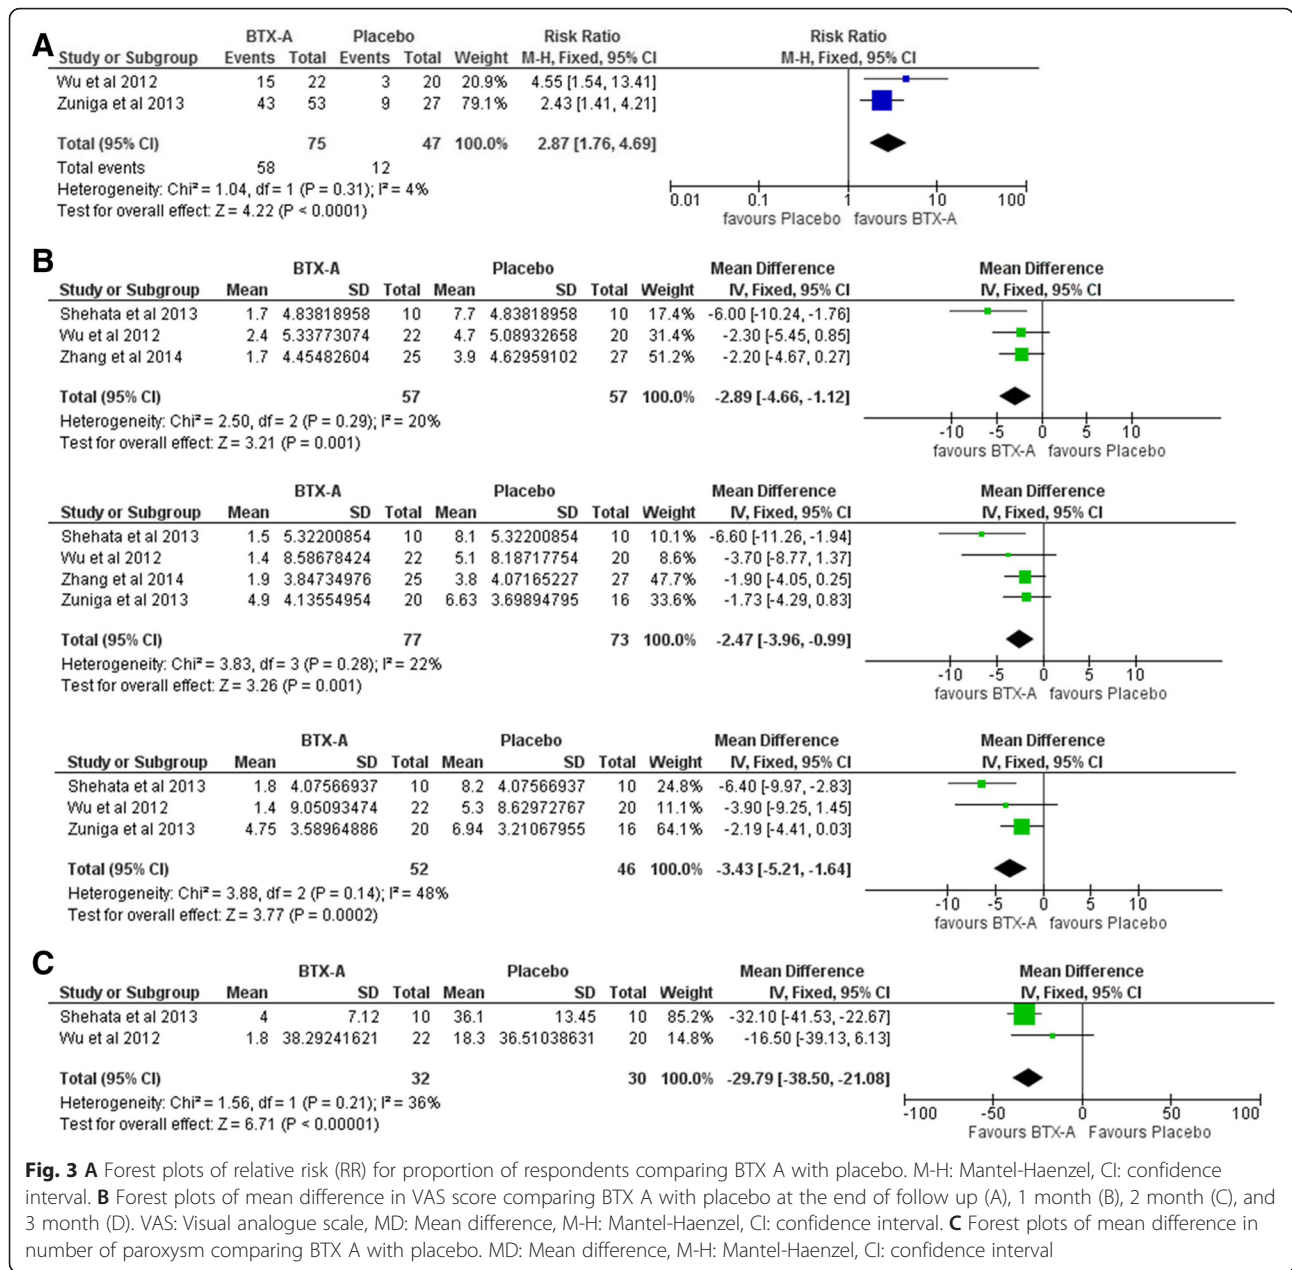 A
BTX-A Placebo Risk Ratio Risk Ratio
Study or Subgroup Events Total Events Total Weight M-H, Fixed, 95% CI M-H, Fixed, 95% CI
Wu et al 2012 15 22 3 20 20.9% 4.55 [1.54, 13.41]
Zuniga et al 2013 43 53 9 27 79.1% 2.43 [1.41, 4.21]
Total (95% CI) 75 47 100.0% 2.87 [1.76, 4.69]
Total events 58 12
Heterogeneity: Chi² = 1.04, df = 1 (P = 0.31); I² = 4%
Test for overall effect: Z = 4.22 (P < 0.0001)
0.01 0.1 1 10 100
favours Placebo favours BTX-A
B
BTX-A Placebo Mean Difference Mean Difference
Study or Subgroup Mean SD Total Mean SD Total Weight IV, Fixed, 95% CI IV, Fixed, 95% CI
Shehata et al 2013 1.7 4.83818958 10 7.7 4.83818958 10 17.4% -6.00 [-10.24, -1.76]
Wu et al 2012 2.4 5.33773074 22 4.7 5.08932658 20 31.4% -2.30 [-5.45, 0.85]
Zhang et al 2014 1.7 4.45482604 25 3.9 4.62959102 27 51.2% -2.20 [-4.67, 0.27]
Total (95% CI) 57 57 100.0% -2.89 [-4.66, -1.12]
Heterogeneity: Chi² = 2.50, df = 2 (P = 0.29); I² = 20%
Test for overall effect: Z = 3.21 (P = 0.001)
-10 -5 0 5 10
favours BTX-A favours Placebo
BTX-A Placebo Mean Difference Mean Difference
Study or Subgroup Mean SD Total Mean SD Total Weight IV, Fixed, 95% CI IV, Fixed, 95% CI
Shehata et al 2013 1.5 5.32200854 10 8.1 5.32200854 10 10.1% -6.60 [-11.26, -1.94]
Wu et al 2012 1.4 8.58678424 22 5.1 8.18717754 20 8.6% -3.70 [-8.77, 1.37]
Zhang et al 2014 1.9 3.84734976 25 3.8 4.07165227 27 47.7% -1.90 [-4.05, 0.25]
Zuniga et al 2013 4.9 4.13554954 20 6.63 3.69894795 16 33.6% -1.73 [-4.29, 0.83]
Total (95% CI) 77 73 100.0% -2.47 [-3.96, -0.99]
Heterogeneity: Chi² = 3.83, df = 3 (P = 0.28); I² = 22%
Test for overall effect: Z = 3.26 (P = 0.001)
-10 -5 0 5 10
favours BTX-A favours Placebo
BTX-A Placebo Mean Difference Mean Difference
Study or Subgroup Mean SD Total Mean SD Total Weight IV, Fixed, 95% CI IV, Fixed, 95% CI
Shehata et al 2013 1.8 4.07566937 10 8.2 4.07566937 10 24.8% -6.40 [-9.97, -2.83]
Wu et al 2012 1.4 9.05093474 22 5.3 8.62972767 20 11.1% -3.90 [-9.25, 1.45]
Zuniga et al 2013 4.75 3.58964886 20 6.94 3.21067955 16 64.1% -2.19 [-4.41, 0.03]
Total (95% CI) 52 46 100.0% -3.43 [-5.21, -1.64]
Heterogeneity: Chi² = 3.88, df = 2 (P = 0.14); I² = 48%
Test for overall effect: Z = 3.77 (P = 0.0002)
-10 -5 0 5 10
favours BTX-A favours Placebo
C
BTX-A Placebo Mean Difference Mean Difference
Study or Subgroup Mean SD Total Mean SD Total Weight IV, Fixed, 95% CI IV, Fixed, 95% CI
Shehata et al 2013 4 7.12 10 36.1 13.45 10 85.2% -32.10 [-41.53, -22.67]
Wu et al 2012 1.8 38.29241621 22 18.3 36.51038631 20 14.8% -16.50 [-39.13, 6.13]
Total (95% CI) 32 30 100.0% -29.79 [-38.50, -21.08]
Heterogeneity: Chi² = 1.56, df = 1 (P = 0.21); I² = 36%
Test for overall effect: Z = 6.71 (P < 0.00001)
-100 -50 0 50 100
Favours BTX-A Favours Placebo
Fig. 3 A Forest plots of relative risk (RR) for proportion of respondents comparing BTX A with placebo. M-H: Mantel-Haenzel, CI: confidence
interval. B Forest plots of mean difference in VAS score comparing BTX A with placebo at the end of follow up (A), 1 month (B), 2 month (C), and
3 month (D). VAS: Visual analogue scale, MD: Mean difference, M-H: Mantel-Haenzel, CI: confidence interval. C Forest plots of mean difference in
number of paroxysm comparing BTX A with placebo. MD: Mean difference, M-H: Mantel-Haenzel, CI: confidence interval